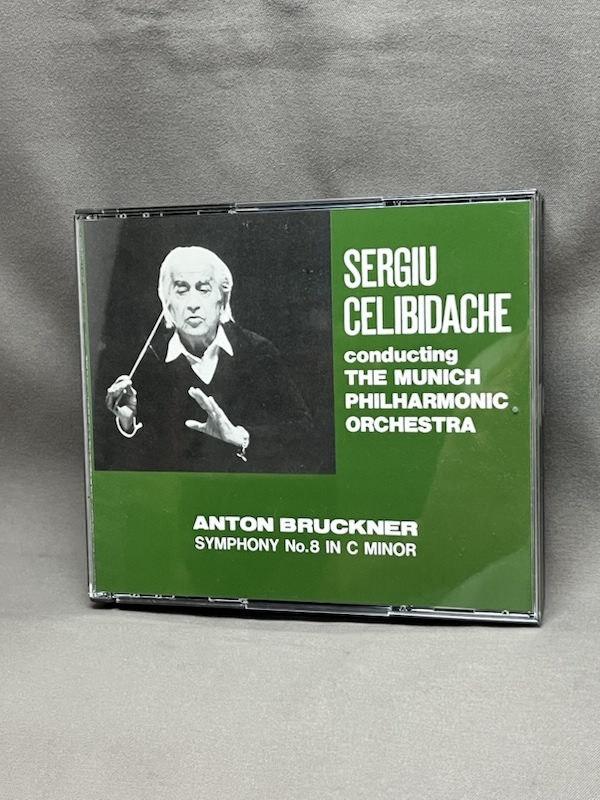 SERGIU
CELIBIDACHE
conducting
THE MUNICH
PHILHARMONIC
ORCHESTRA
ANTON BRUCKNER
SYMPHONY No.8 IN C MINOR